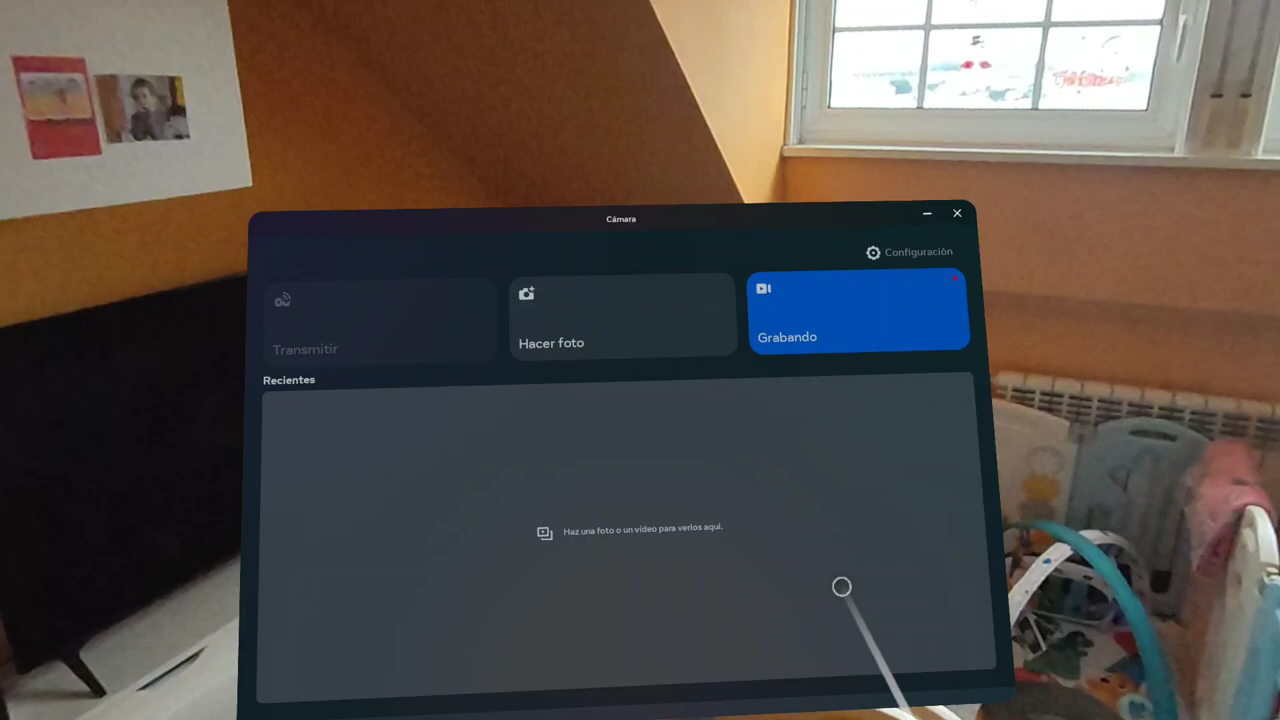 Cámara
Configuración
Transmitir
Hacer foto
Grabando
Recientes
Haz una foto o un vídeo para verlos aquí.